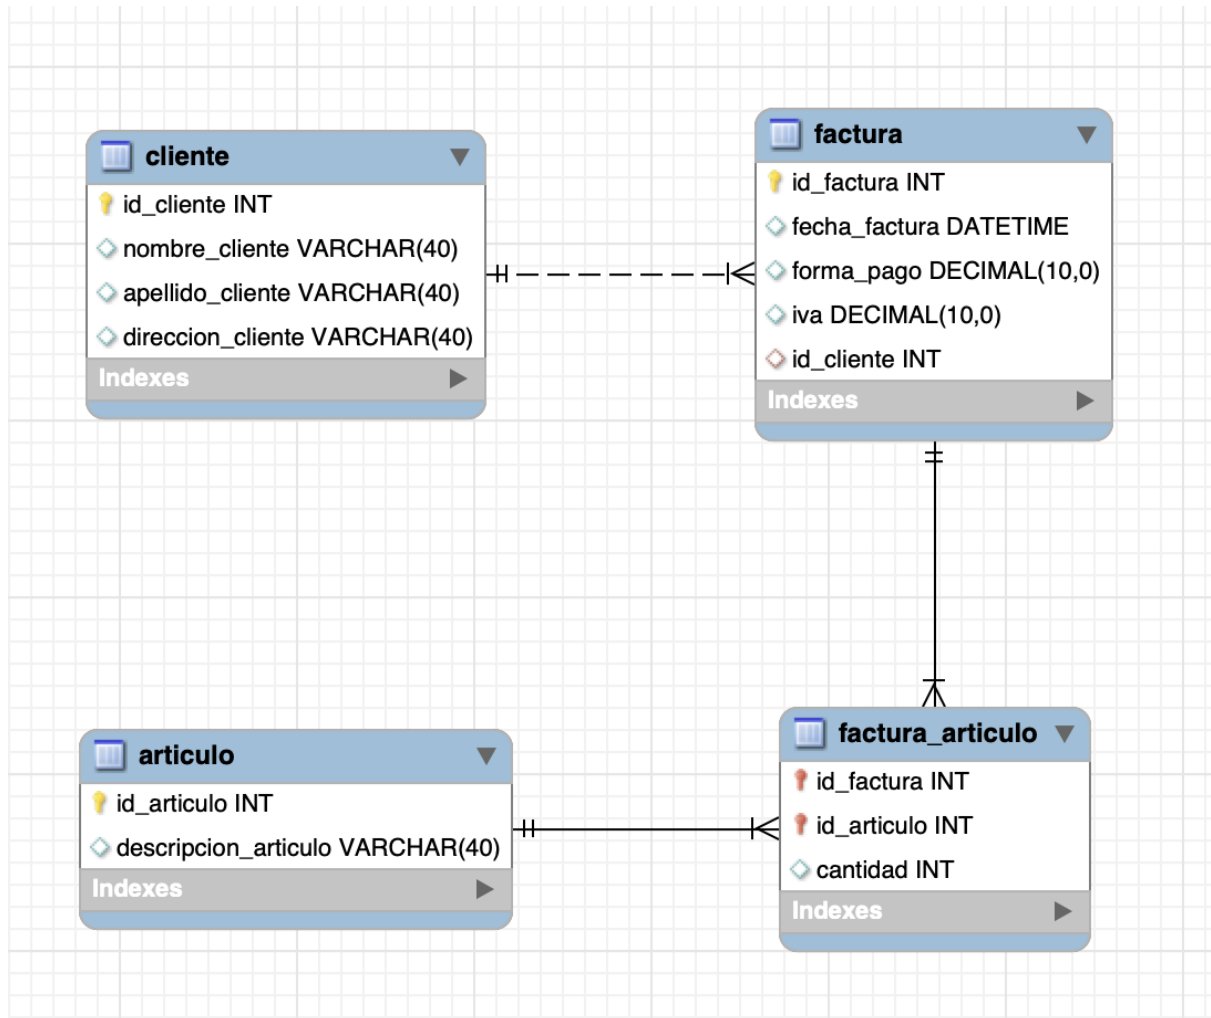 cliente
id_cliente INT
nombre_cliente VARCHAR(40)
apellido_cliente VARCHAR(40)
direccion_cliente VARCHAR(40)
Indexes
factura
id_factura INT
fecha_factura DATETIME
forma_pago DECIMAL(10,0)
iva DECIMAL(10,0)
id_cliente INT
Indexes
articulo
id_articulo INT
descripcion_articulo VARCHAR(40)
Indexes
factura_articulo
id_factura INT
id_articulo INT
cantidad INT
Indexes